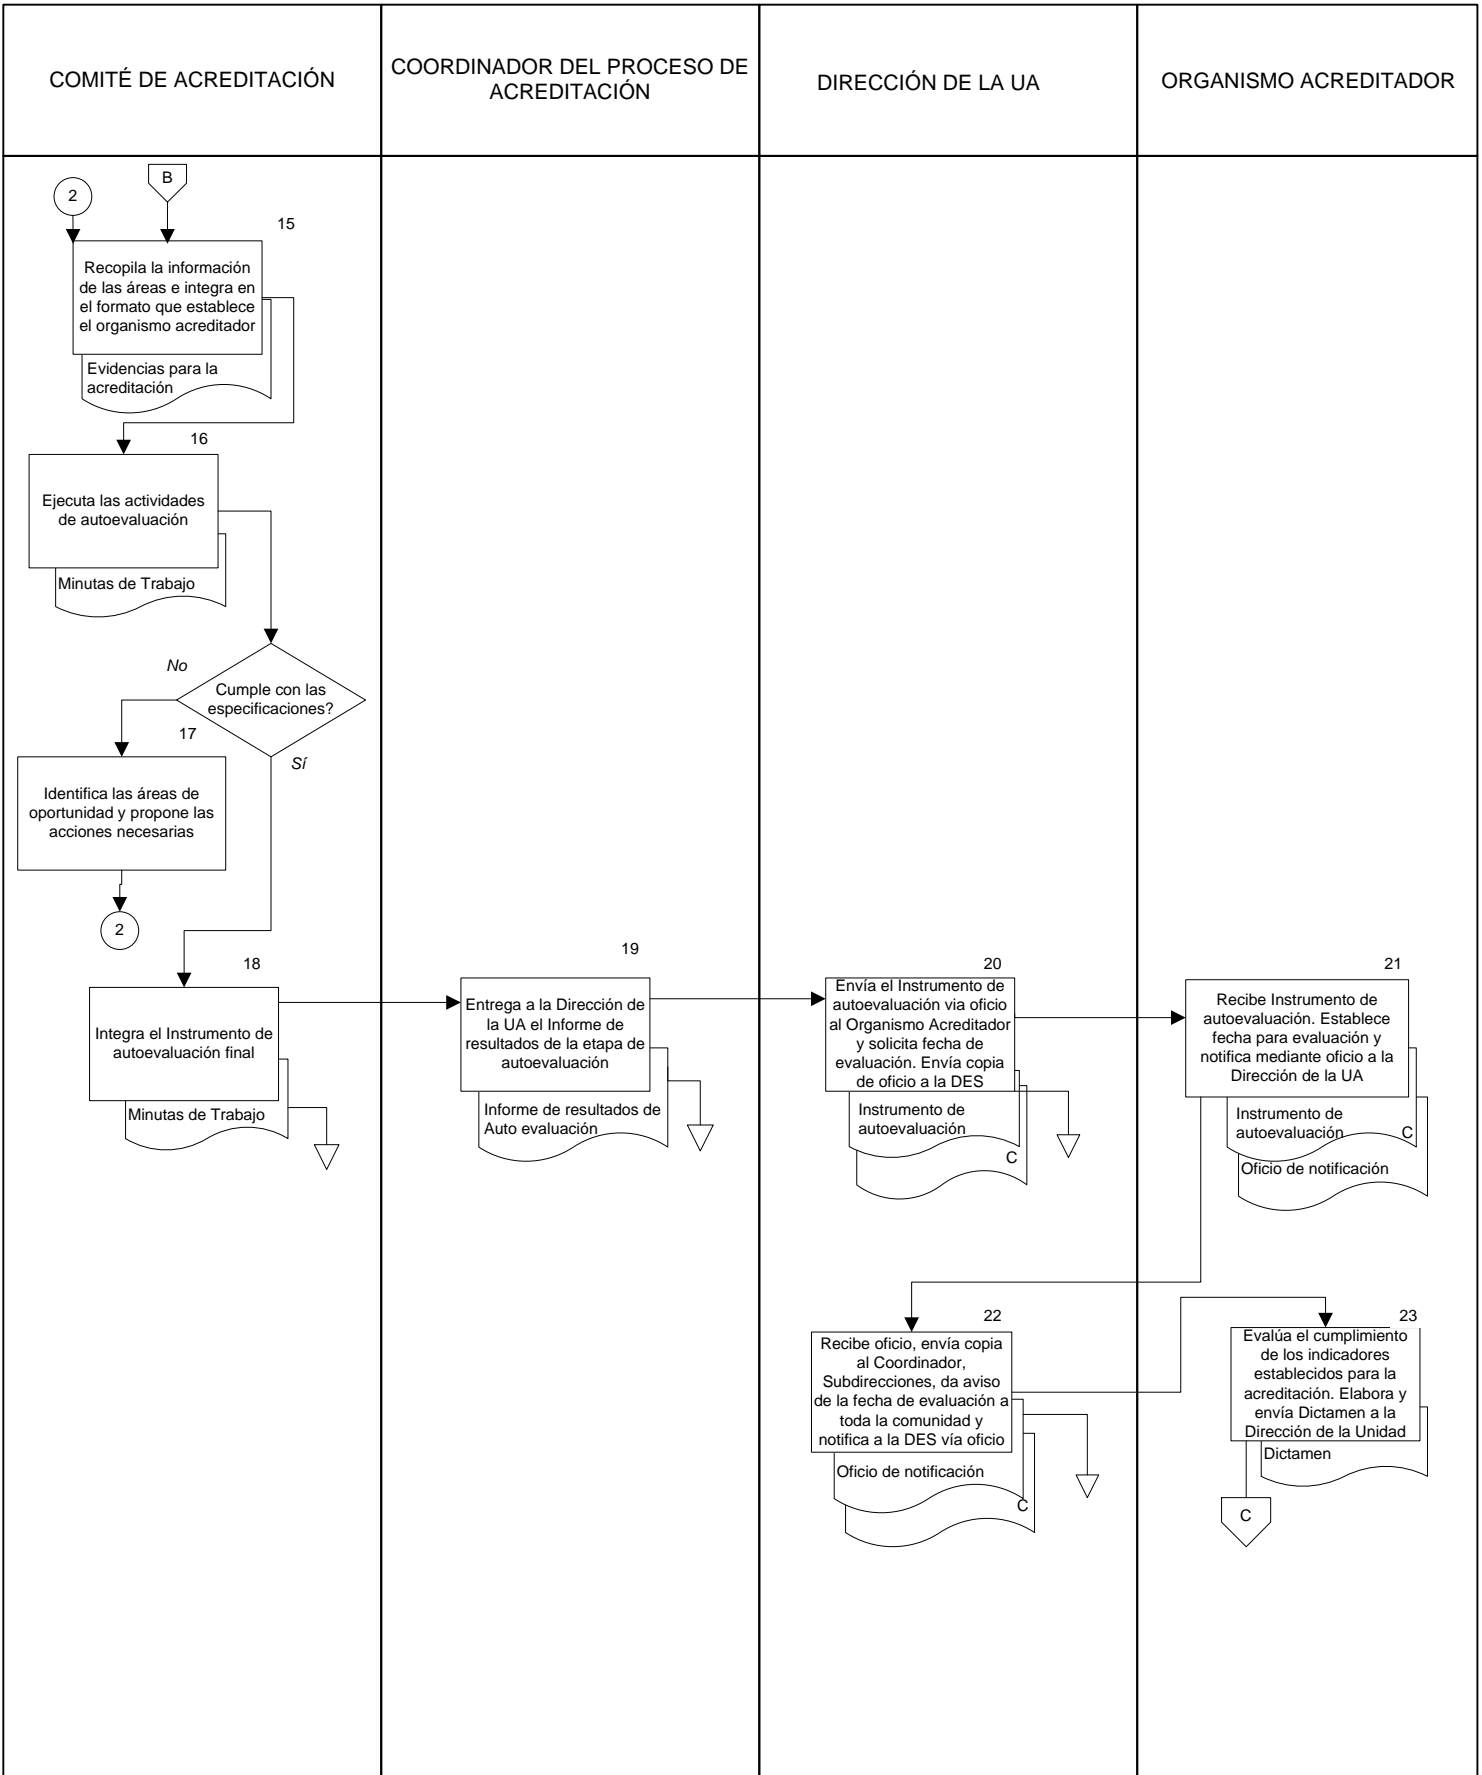 COMITÉ DE ACREDITACIÓN
COORDINADOR DEL PROCESO DE
ACREDITACIÓN
DIRECCIÓN DE LA UA
ORGANISMO ACREDITADOR
2
B
15
Recopila la información
de las áreas e integra en
el formato que establece
el organismo acreditador
Evidencias para la
acreditación
16
Ejecuta las actividades
de autoevaluación
Minutas de Trabajo
No
Cumple con las
especificaciones?
Sí
17
Identifica las áreas de
oportunidad y propone las
acciones necesarias
2
18
Integra el Instrumento de
autoevaluación final
Minutas de Trabajo
19
Entrega a la Dirección de
la UA el Informe de
resultados de la etapa de
autoevaluación
Informe de resultados de
Auto evaluación
20
Envía el Instrumento de
autoevaluación via oficio
al Organismo Acreditador
y solicita fecha de
evaluación. Envía copia
de oficio a la DES
Instrumento de
autoevaluación
C
21
Recibe Instrumento de
autoevaluación. Establece
fecha para evaluación y
notifica mediante oficio a la
Dirección de la UA
Instrumento de
autoevaluación
C
Oficio de notificación
22
Recibe oficio, envía copia
al Coordinador,
Subdirecciones, da aviso
de la fecha de evaluación a
toda la comunidad y
notifica a la DES vía oficio
Oficio de notificación
C
23
Evalúa el cumplimiento
de los indicadores
establecidos para la
acreditación. Elabora y
envía Dictamen a la
Dirección de la Unidad
Dictamen
C